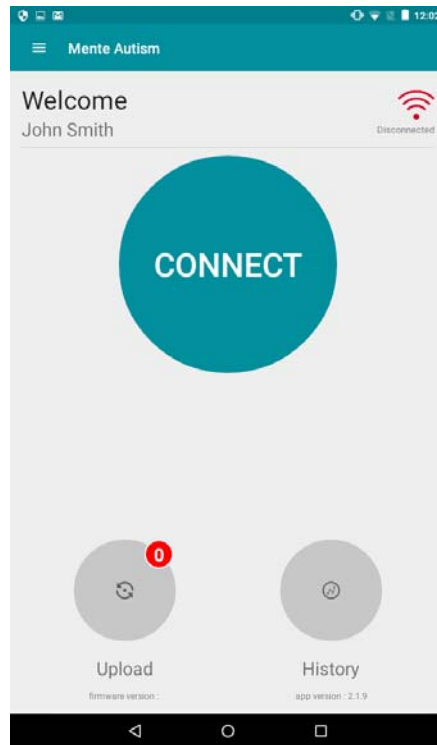 12:02
Mente Autism
Welcome
John Smith
Disconnected
CONNECT
0
Upload
History
firmware version :
app version : 2.1.9